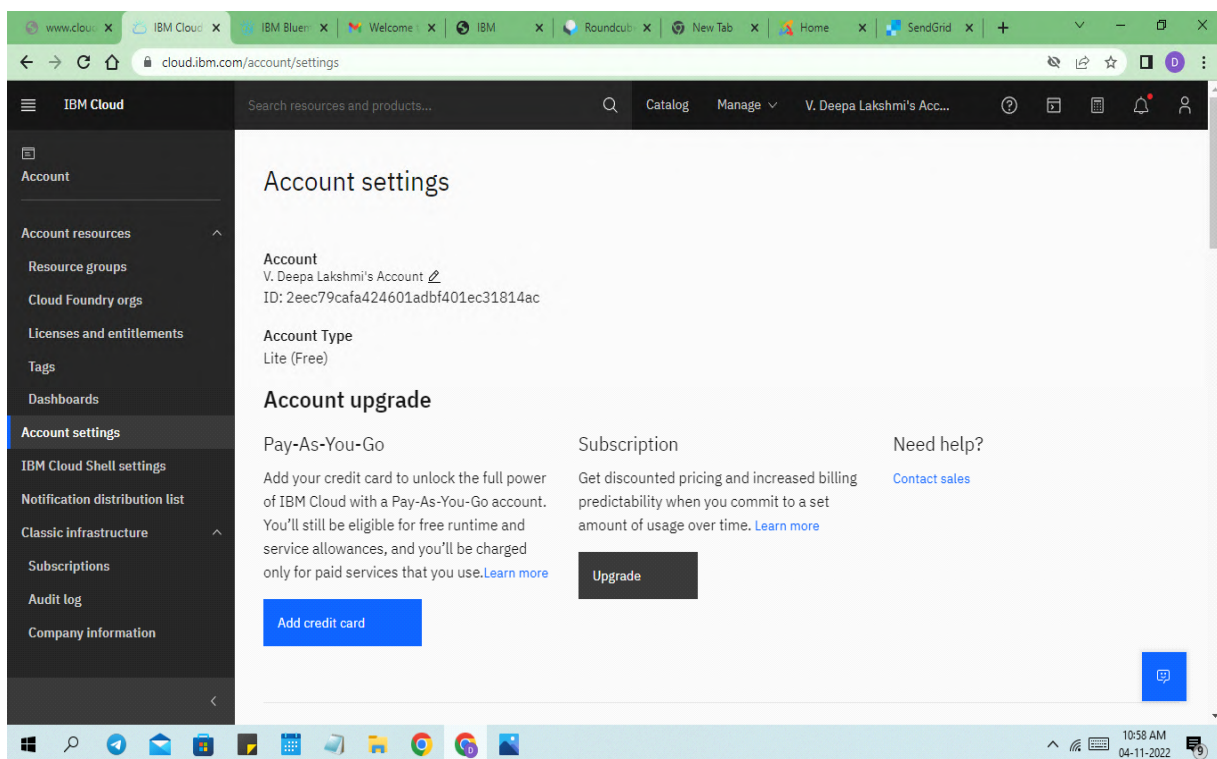 www.clou
IBM Cloud
IBM Bluem
Welcome
IBM
Roundcub
New Tab
Home
SendGrid
cloud.ibm.com/account/settings
D
IBM Cloud
Search resources and products...
Catalog
Manage
V. Deepa Lakshmi's Acc...
Account
Account resources
Resource groups
Cloud Foundry orgs
Licenses and entitlements
Tags
Dashboards
Account settings
IBM Cloud Shell settings
Notification distribution list
Classic infrastructure
Subscriptions
Audit log
Company information
Account settings
Account
V. Deepa Lakshmi's Account
ID: 2eec79cafa424601adbf401ec31814ac
Account Type
Lite (Free)
Account upgrade
Pay-As-You-Go
Add your credit card to unlock the full power
of IBM Cloud with a Pay-As-You-Go account.
You’ll still be eligible for free runtime and
service allowances, and you’ll be charged
only for paid services that you use.Learn more
Add credit card
Subscription
Get discounted pricing and increased billing
predictability when you commit to a set
amount of usage over time. Learn more
Upgrade
Need help?
Contact sales
10:58 AM
04-11-2022
9